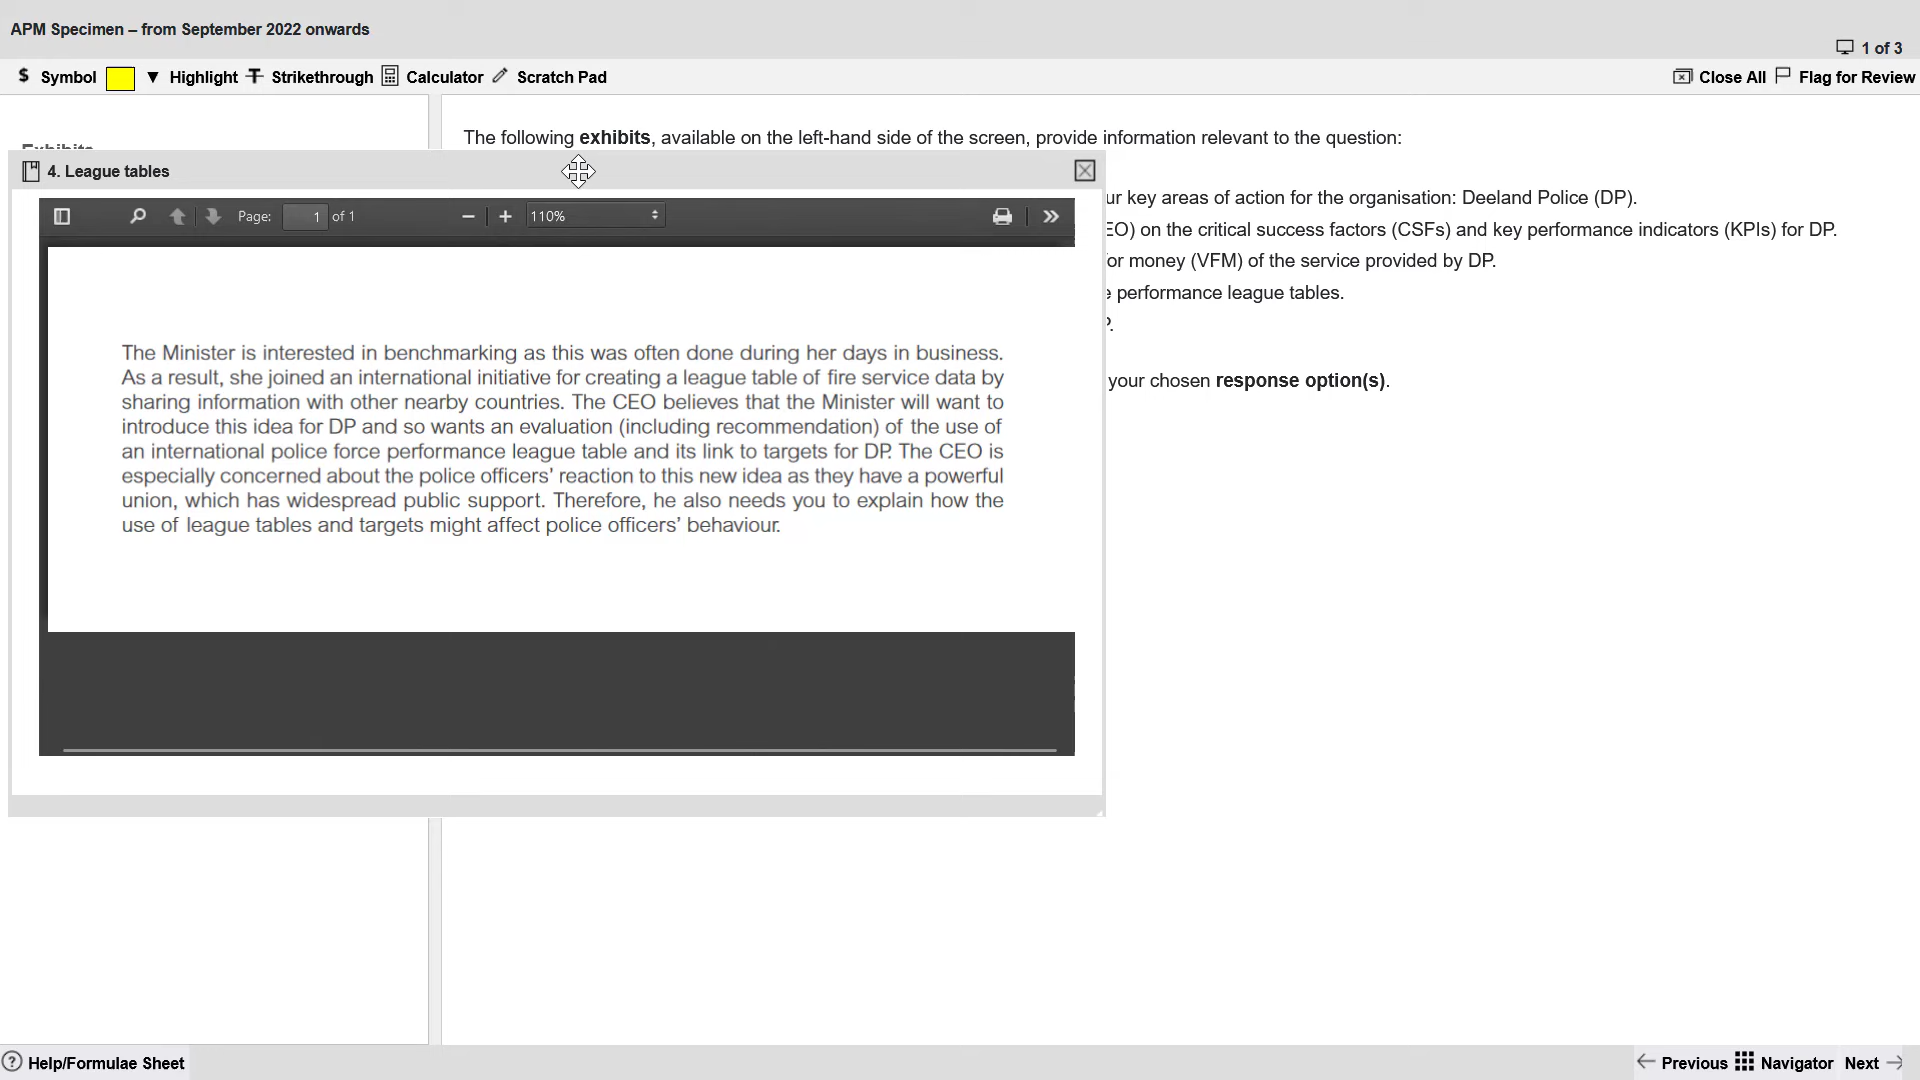 APM Specimen – from September 2022 onwards
1 of 3
$ Symbol ▼ Highlight Strikethrough Calculator Scratch Pad Close All Flag for Review
The following exhibits, available on the left-hand side of the screen, provide information relevant to the question:
4. League tables
ur key areas of action for the organisation: Deeland Police (DP).
Page: 1 of 1 − + 110%
EO) on the critical success factors (CSFs) and key performance indicators (KPIs) for DP.
or money (VFM) of the service provided by DP.
performance league tables.
your chosen response option(s).
The Minister is interested in benchmarking as this was often done during her days in business.
As a result, she joined an international initiative for creating a league table of fire service data by
sharing information with other nearby countries. The CEO believes that the Minister will want to
introduce this idea for DP and so wants an evaluation (including recommendation) of the use of
an international police force performance league table and its link to targets for DP. The CEO is
especially concerned about the police officers’ reaction to this new idea as they have a powerful
union, which has widespread public support. Therefore, he also needs you to explain how the
use of league tables and targets might affect police officers’ behaviour.
Help/Formulae Sheet
Previous Navigator Next